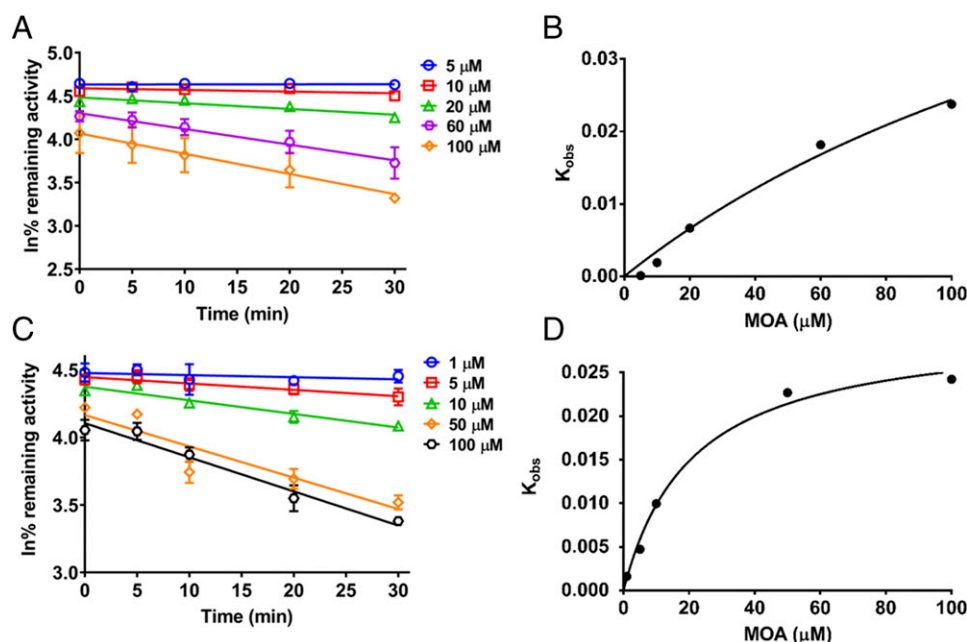 A
ln% remaining activity
5.0
4.5
4.0
3.5
3.0
2.5
0 5 10 15 20 25 30
Time (min)
5 μM
10 μM
20 μM
60 μM
100 μM
B
K_obs
0.03
0.02
0.01
0.00
0 20 40 60 80 100
MOA (μM)
C
ln% remaining activity
4.5
4.0
3.5
3.0
0 5 10 15 20 25 30
Time (min)
1 μM
5 μM
10 μM
50 μM
100 μM
D
K_obs
0.025
0.020
0.015
0.010
0.005
0.000
0 20 40 60 80 100
MOA (μM)